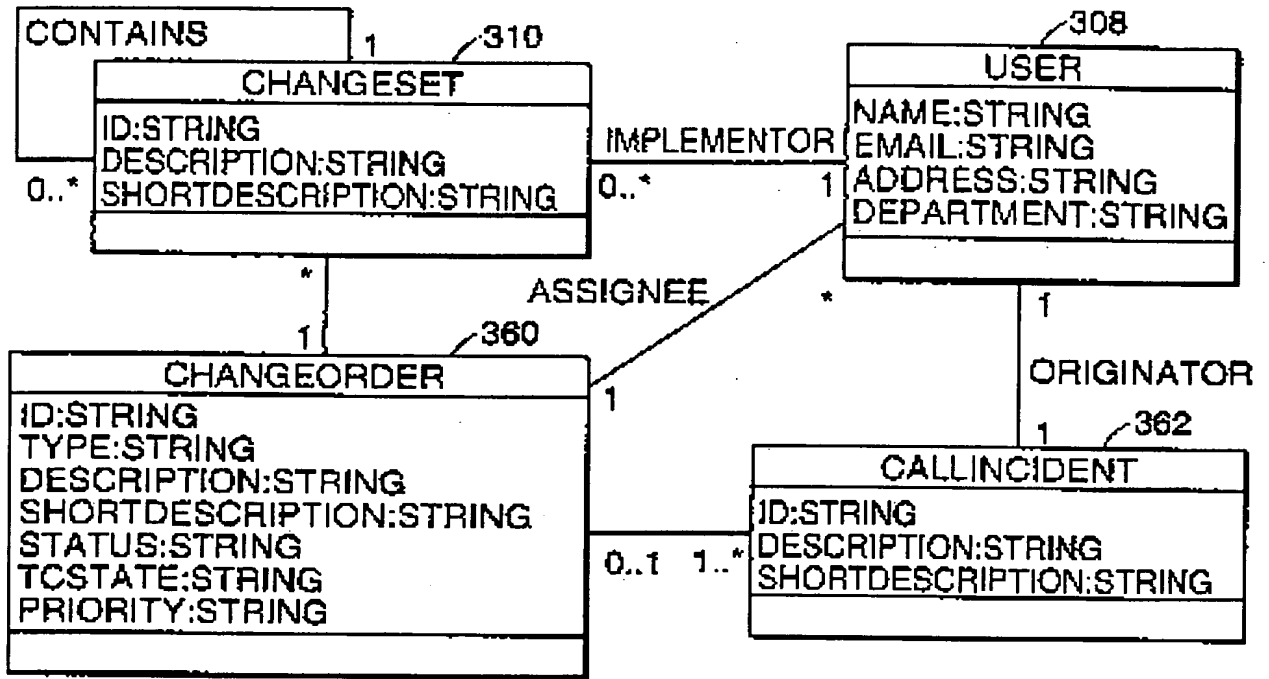 CONTAINS
1
310
CHANGESET
ID:STRING
DESCRIPTION:STRING
SHORTDESCRIPTION:STRING
0..*
IMPLEMENTOR
0..*
1
308
USER
NAME:STRING
EMAIL:STRING
ADDRESS:STRING
DEPARTMENT:STRING
*
1
ASSIGNEE
*
1
1
ORIGINATOR
1
360
CHANGEORDER
ID:STRING
TYPE:STRING
DESCRIPTION:STRING
SHORTDESCRIPTION:STRING
STATUS:STRING
TCSTATE:STRING
PRIORITY:STRING
0..1
1..*
362
CALLINCIDENT
ID:STRING
DESCRIPTION:STRING
SHORTDESCRIPTION:STRING